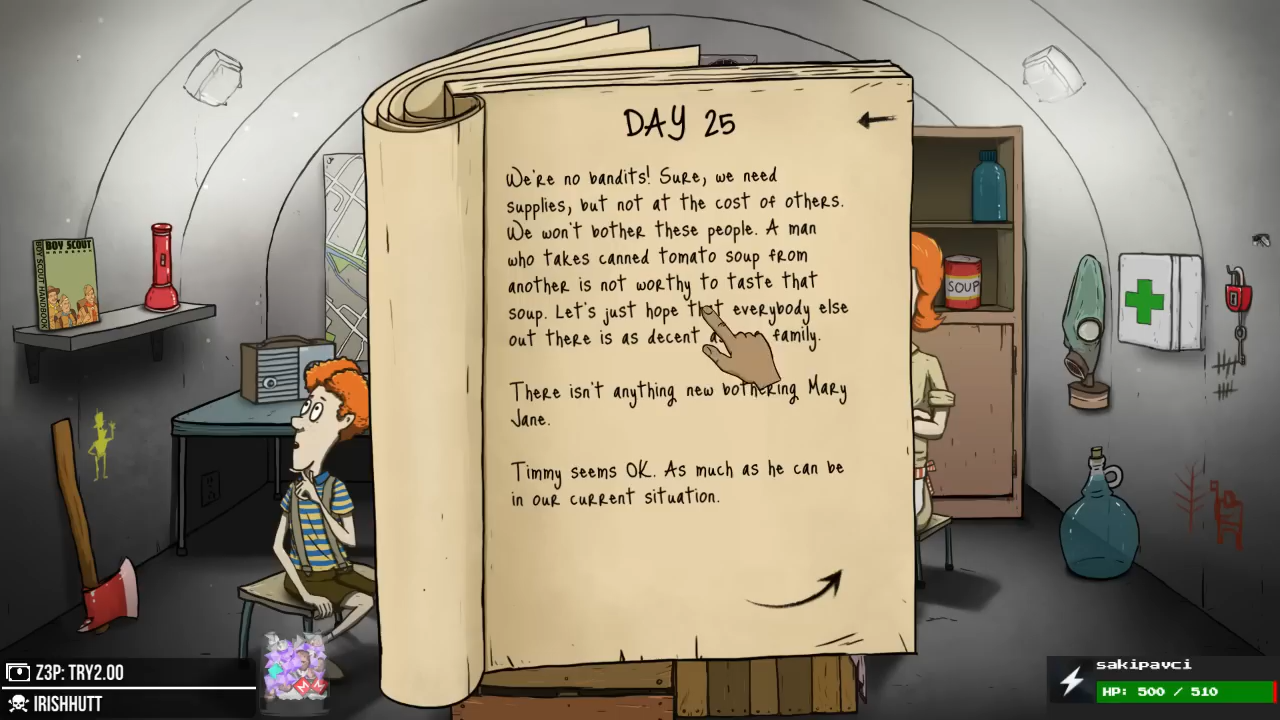 DAY 25
We're no bandits! Sure, we need
supplies, but not at the cost of others.
We won't bother these people. A man
who takes canned tomato soup from
another is not worthy to taste that
soup. Let's just hope that everybody else
out there is as decent family.
There isn't anything new bothering Mary
Jane.
Timmy seems OK. As much as he can be
in our current situation.
BOY SCOUT
BOY SCOUT HANDBOOK
SOUP
Z3P: TRY2.00
IRISHHUTT
sakipavci
HP: 500 / 510